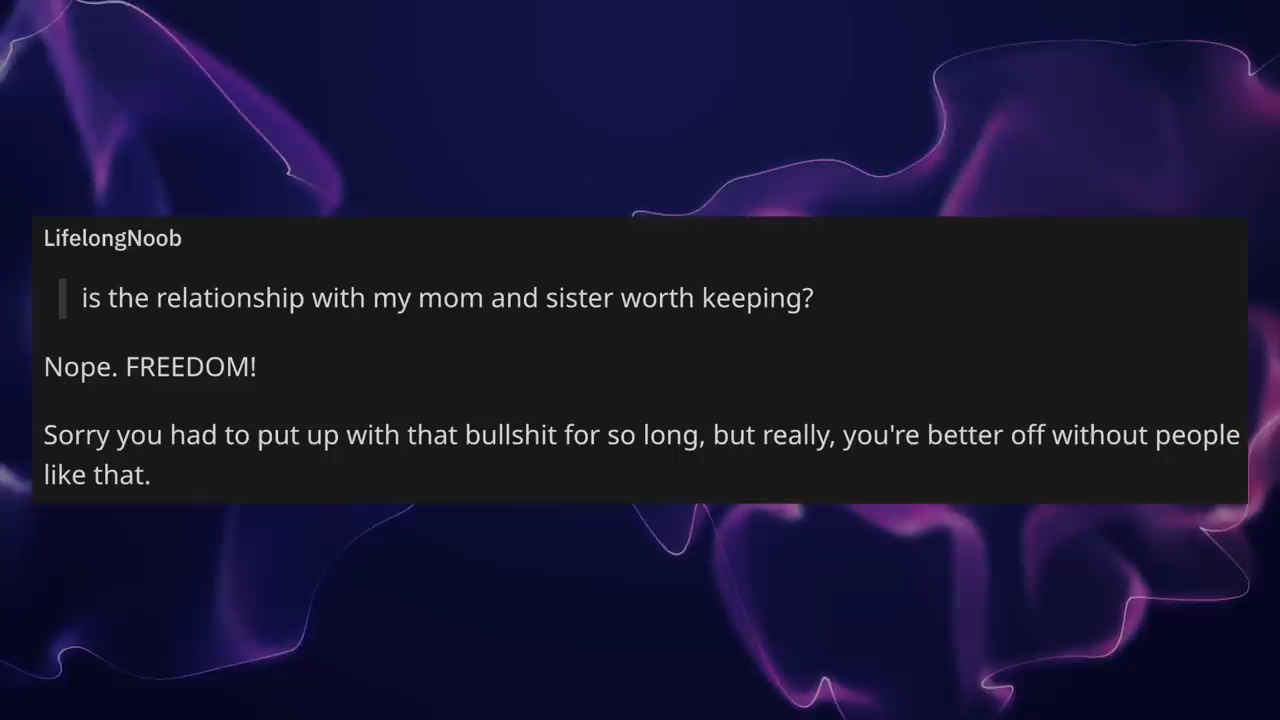 LifelongNoob
is the relationship with my mom and sister worth keeping?
Nope. FREEDOM!
Sorry you had to put up with that bullshit for so long, but really, you're better off without people
like that.